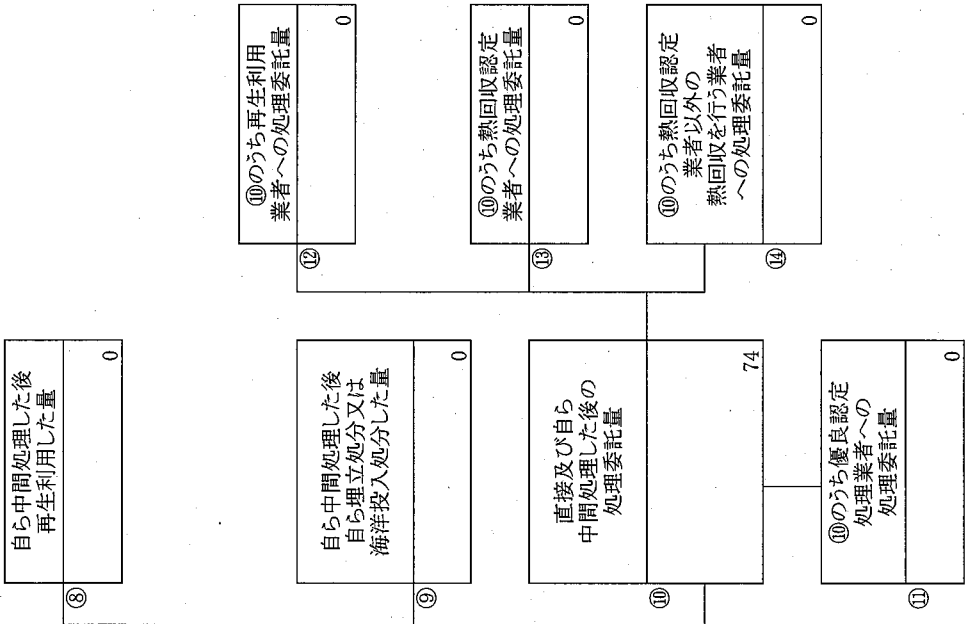 ⑧
自ら中間処理した後
再生利用した量
0
⑨
自ら中間処理した後
自ら埋立処分又は
海洋投入処分した量
0
⑩
直接及び自ら
中間処理した後の
処理委託量
74
⑪
⑩のうち優良認定
処理業者への
処理委託量
0
⑫
⑩のうち再生利用
業者への処理委託量
0
⑬
⑩のうち熱回収認定
業者への処理委託量
0
⑭
⑩のうち熱回収認定
業者以外の
熱回収を行う業者
への処理委託量
0